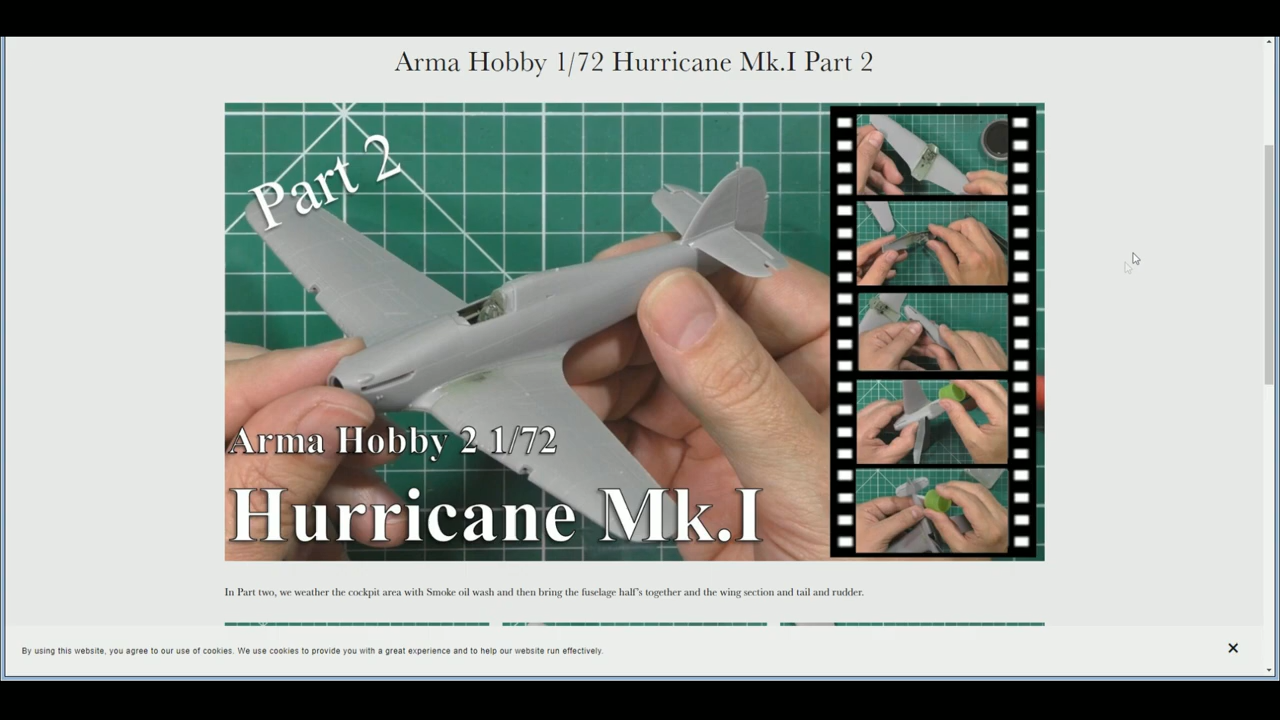 Arma Hobby 1/72 Hurricane Mk.I Part 2
Part 2
Arma Hobby 2 1/72
Hurricane Mk.I
In Part two, we weather the cockpit area with Smoke oil wash and then bring the fuselage half's together and the wing section and tail and rudder.
By using this website, you agree to our use of cookies. We use cookies to provide you with a great experience and to help our website run effectively.